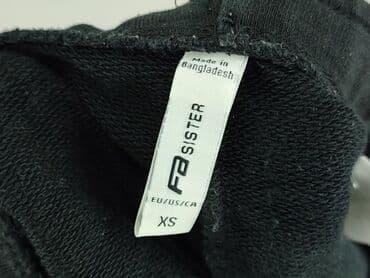 Made in
Bangladesh
FB SISTER
EU/US/CA
XS